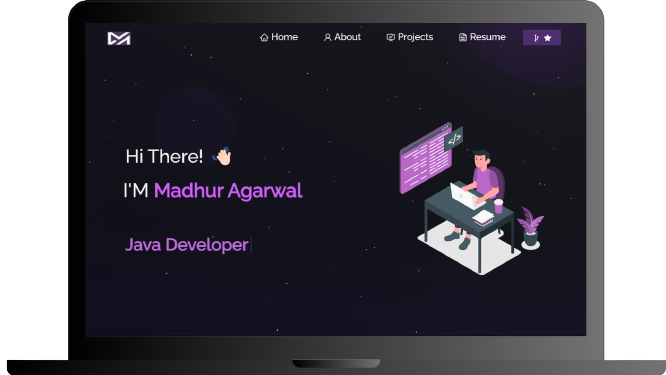 Home About Projects Resume
Hi There!
I'M Madhur Agarwal
Java Developer
</>